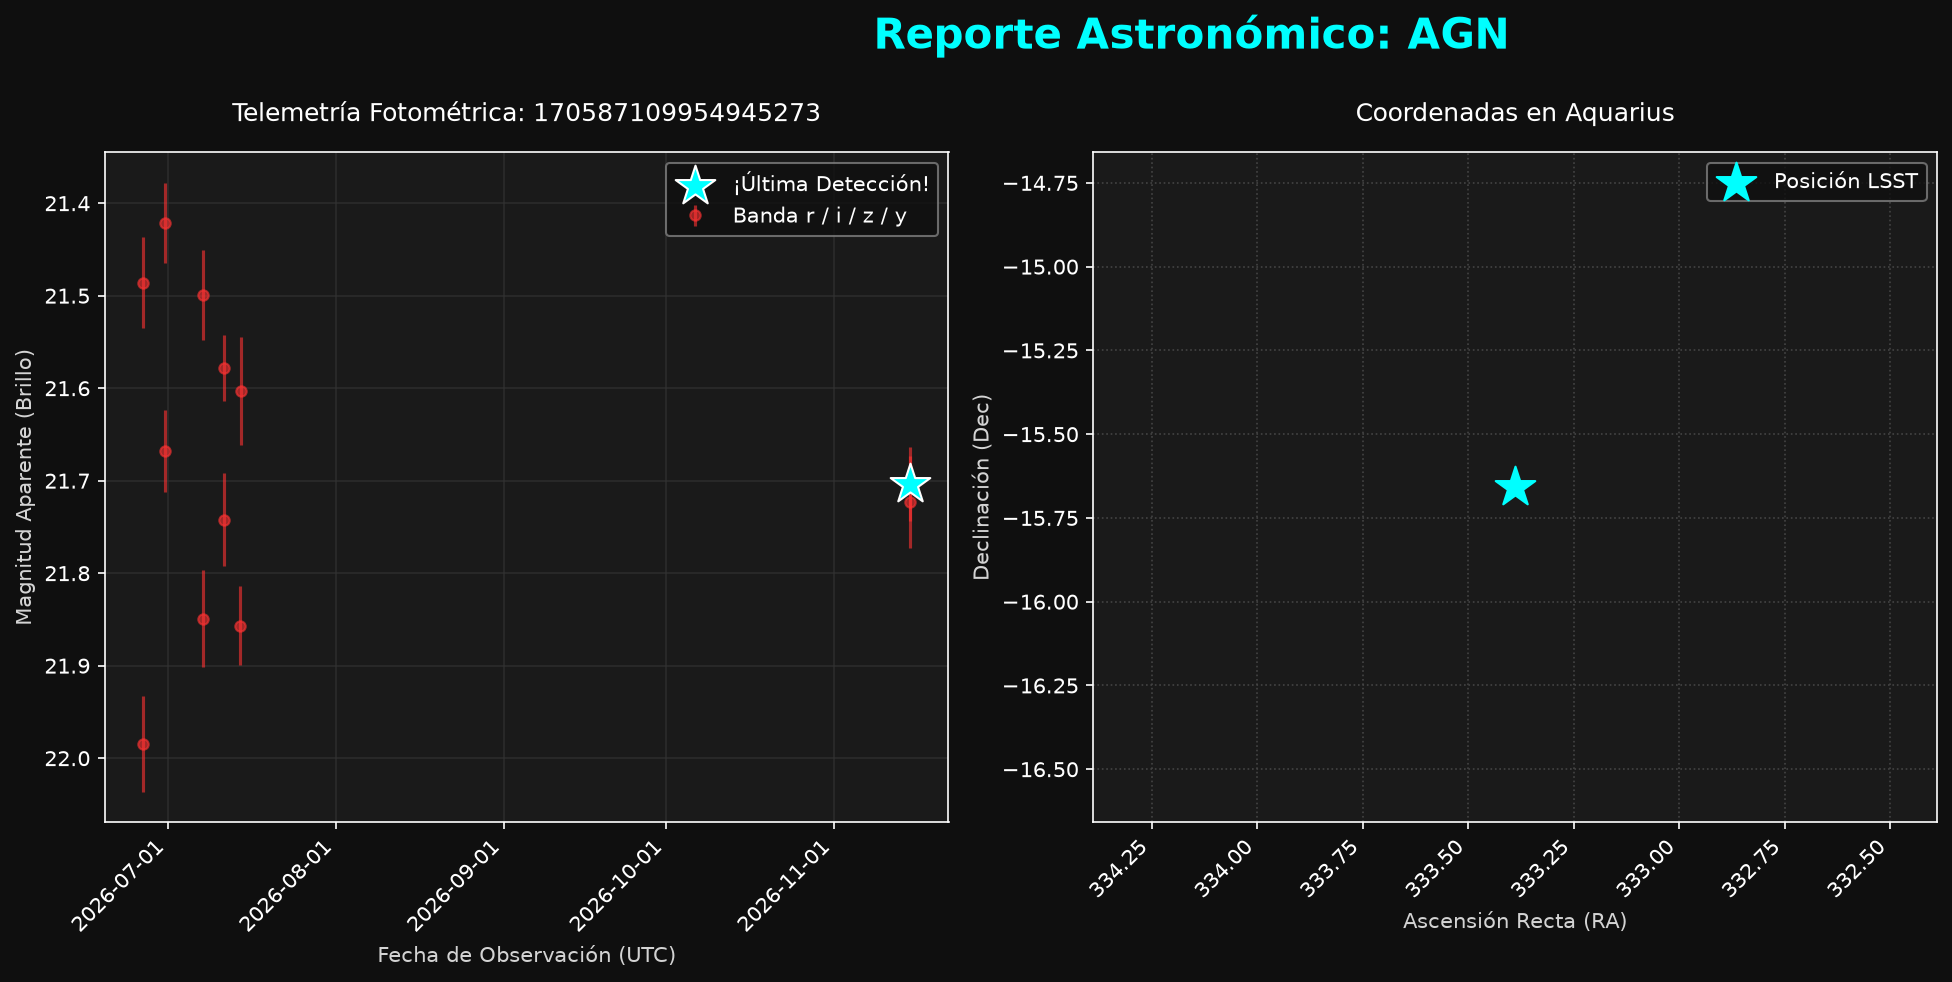 Reporte Astronómico: AGN
Telemetría Fotométrica: 170587109954945273
¡Última Detección!
Banda r / i / z / y
Magnitud Aparente (Brillo)
21.4
21.5
21.6
21.7
21.8
21.9
22.0
2026-07-01
2026-08-01
2026-09-01
2026-10-01
2026-11-01
Fecha de Observación (UTC)
Coordenadas en Aquarius
Posición LSST
Declinación (Dec)
−14.75
−15.00
−15.25
−15.50
−15.75
−16.00
−16.25
−16.50
334.25
334.00
333.75
333.50
333.25
333.00
332.75
332.50
Ascensión Recta (RA)